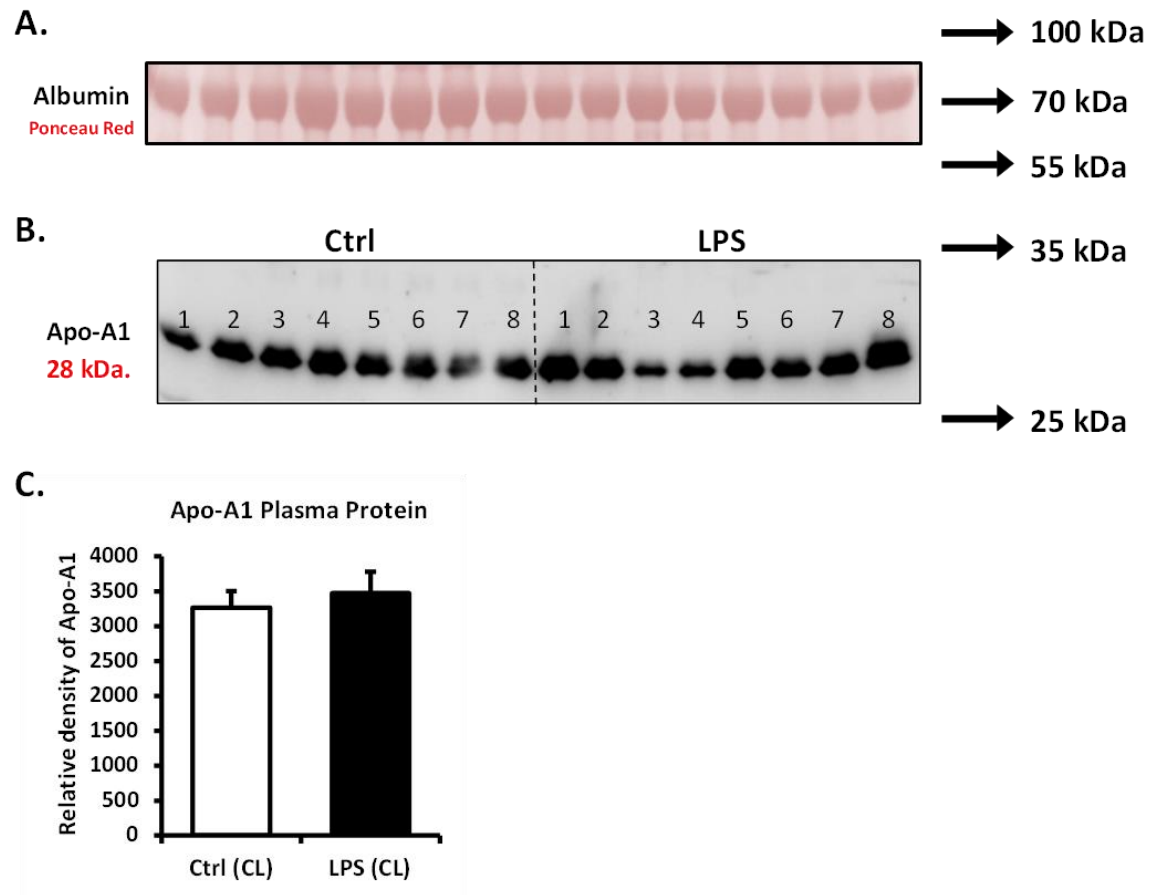 A.
100 kDa
Albumin
Ponceau Red
70 kDa
55 kDa
B.
Ctrl
LPS
35 kDa
1 2 3 4 5 6 7 8 1 2 3 4 5 6 7 8
Apo-A1
28 kDa.
25 kDa
C.
Apo-A1 Plasma Protein
Relative density of Apo-A1
4000
3500
3000
2500
2000
1500
1000
500
0
Ctrl (CL)
LPS (CL)